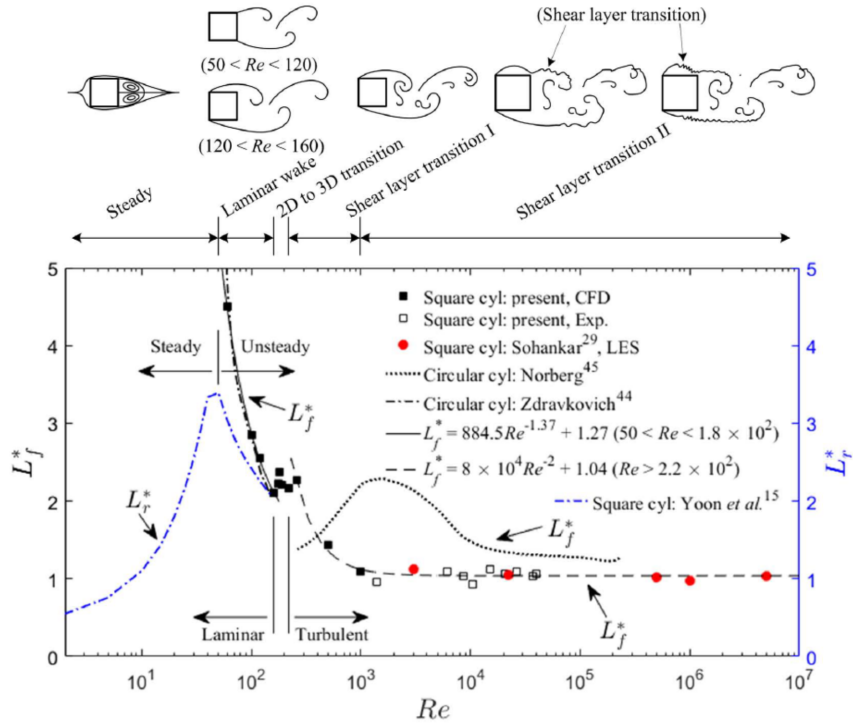 (Shear layer transition)
(50 < Re < 120)
(120 < Re < 160)
Steady
Laminar wake
2D to 3D transition
Shear layer transition I
Shear layer transition II
5
4
3
2
1
0
L*f
5
4
3
2
1
0
L*r
Square cyl: present, CFD
Square cyl: present, Exp.
Square cyl: Sohankar29, LES
Circular cyl: Norberg45
Circular cyl: Zdravkovich44
L*f = 884.5Re-1.37 + 1.27 (50 < Re < 1.8 × 10²)
L*f = 8 × 10⁴Re-2 + 1.04 (Re > 2.2 × 10²)
Square cyl: Yoon et al.15
Steady
Unsteady
L*f
L*r
L*f
L*f
Laminar
Turbulent
10¹
10²
10³
10⁴
10⁵
10⁶
10⁷
Re